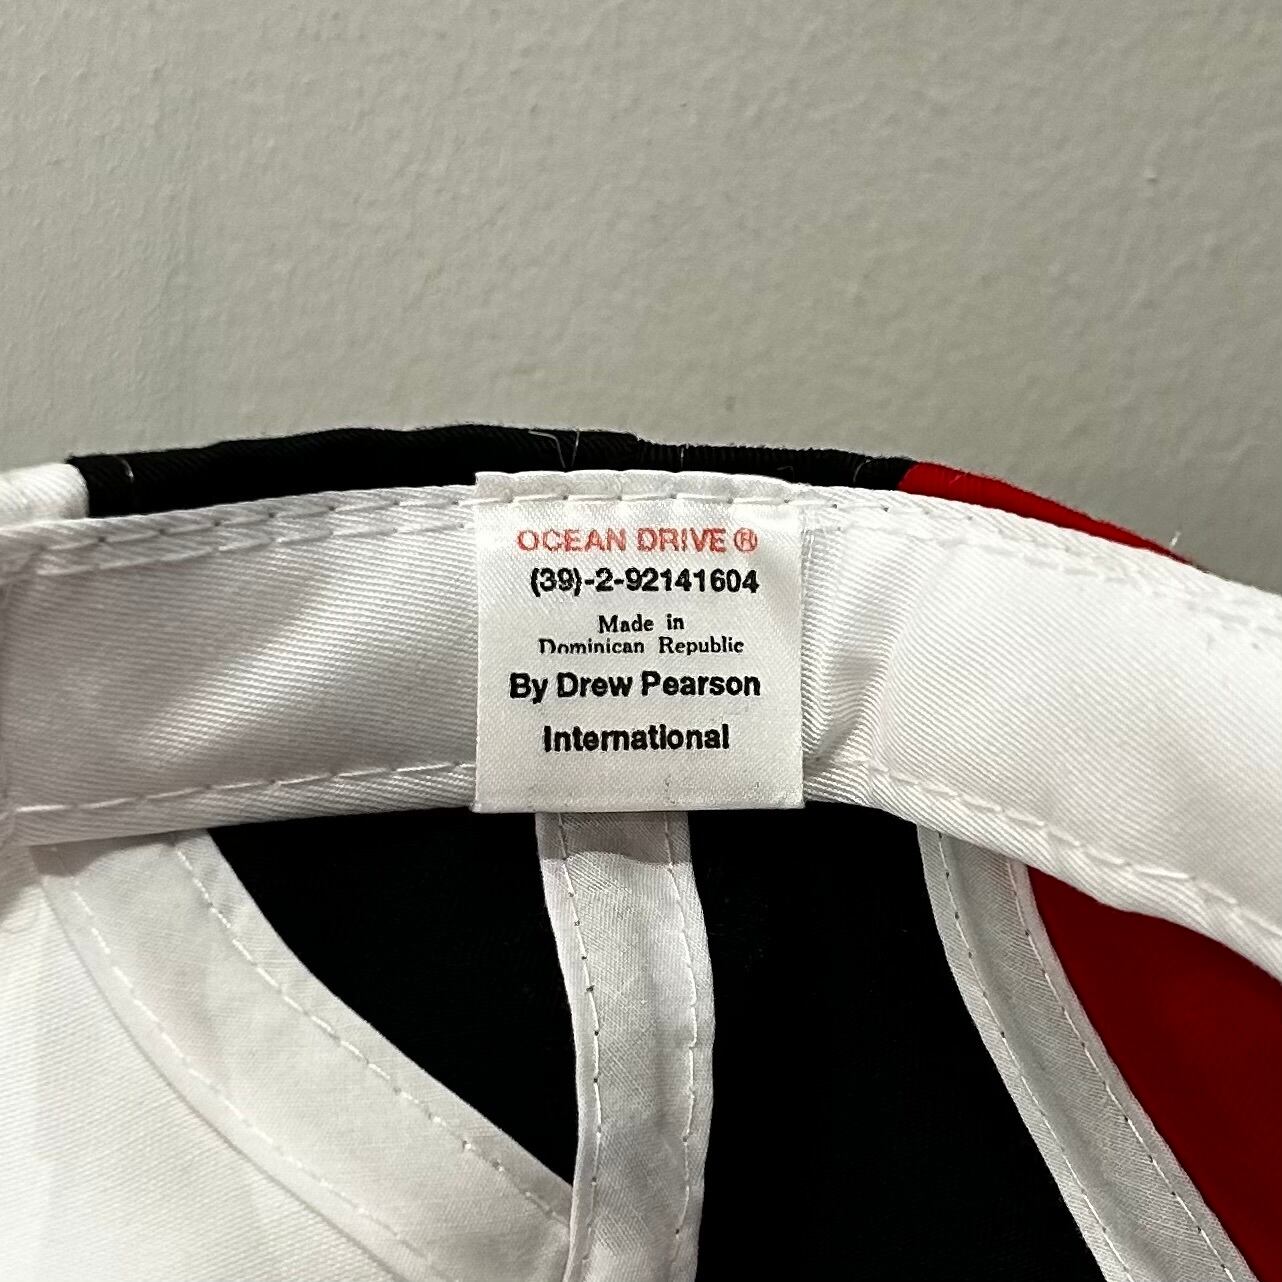 OCEAN DRIVE®
(39)-2-92141604
Made in
Dominican Republic
By Drew Pearson
International